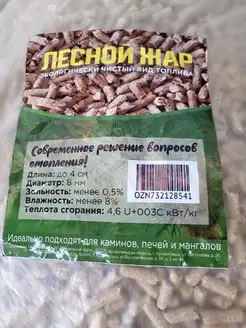 ЛЕСНОЙ ЖАР
ЭКОЛОГИЧЕСКИ ЧИСТЫЙ ВИД ТОПЛИВА
Современное решение вопросов
отопления!
Длина: до 4 см
Диаметр: 8 мм
Зольность: менее 0,5%
Влажность: менее 8%
Теплота сгорания: 4,6 U+003C кВт/кг
OZN732128541
Идеально подходят для каминов, печей и мангалов